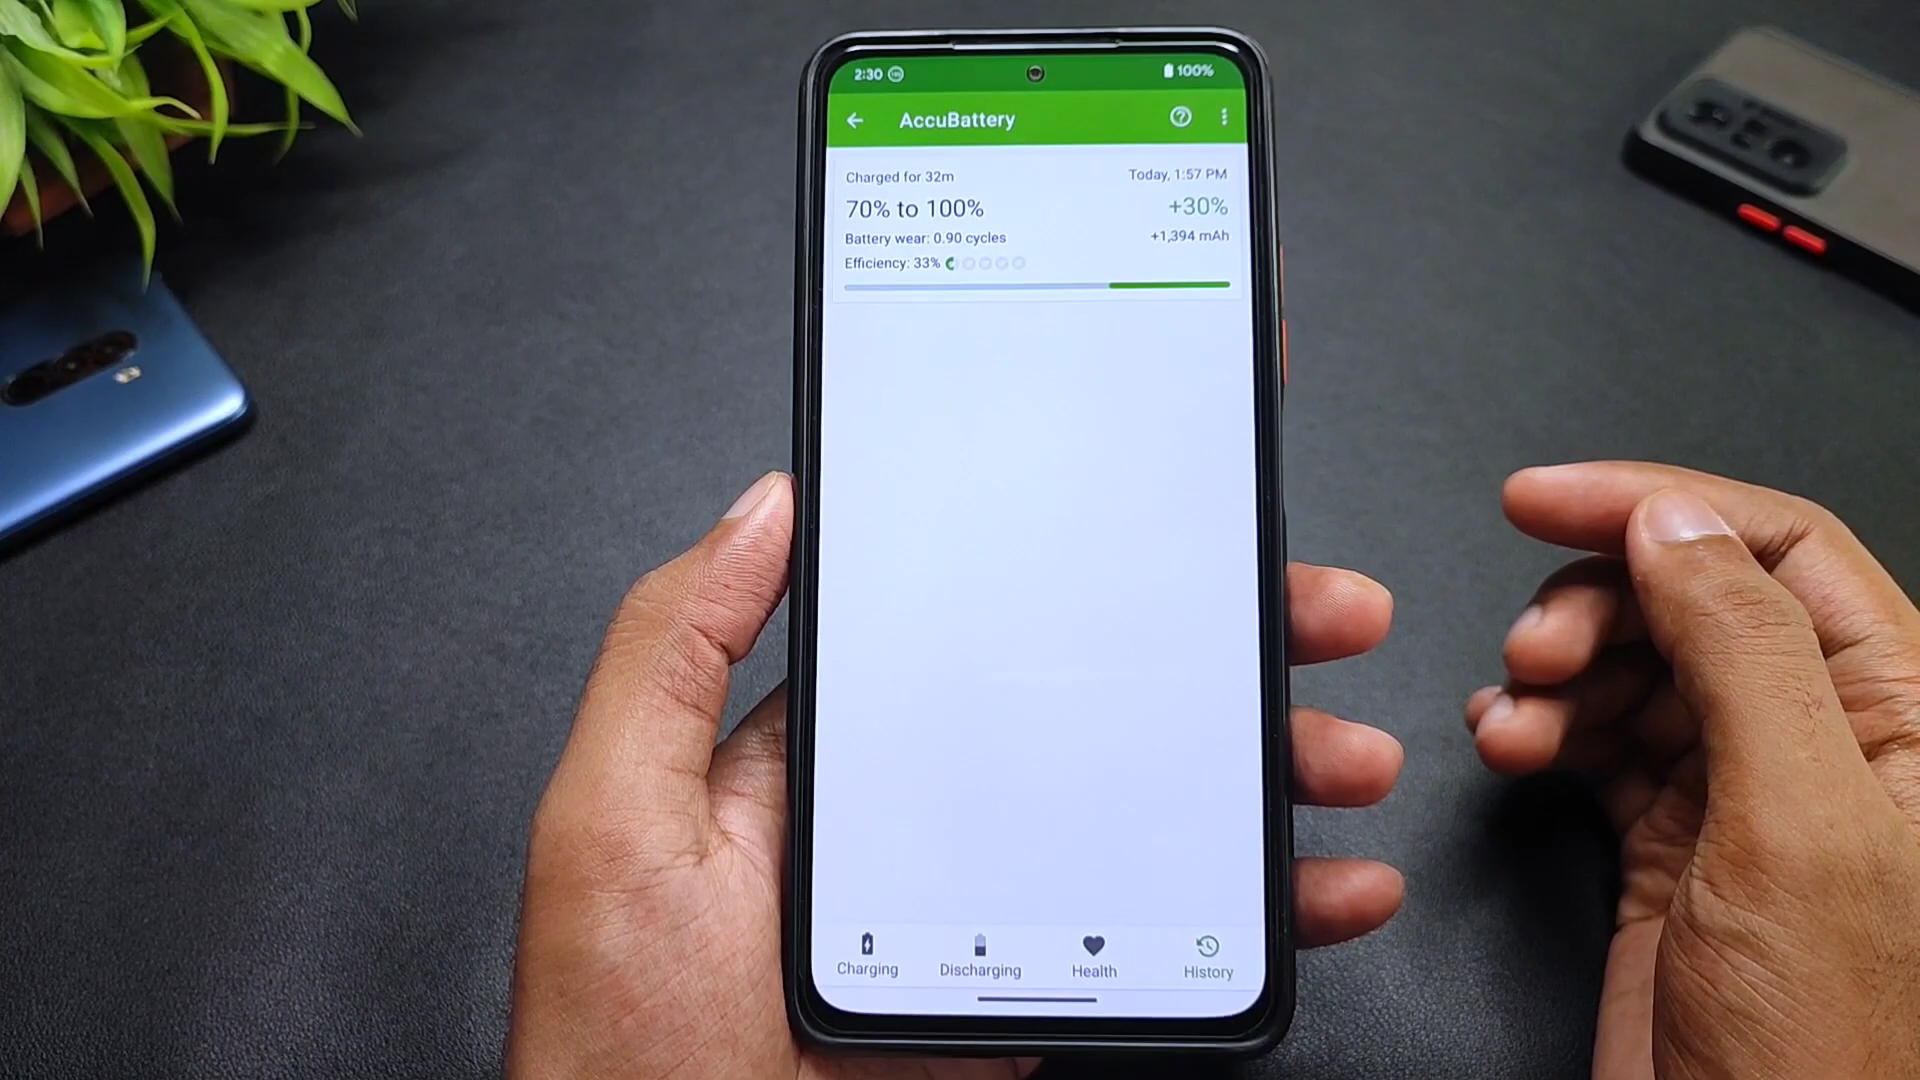 2:30
100%
AccuBattery
Charged for 32m
Today, 1:57 PM
70% to 100%
+30%
Battery wear: 0.90 cycles
+1,394 mAh
Efficiency: 33%
Charging
Discharging
Health
History